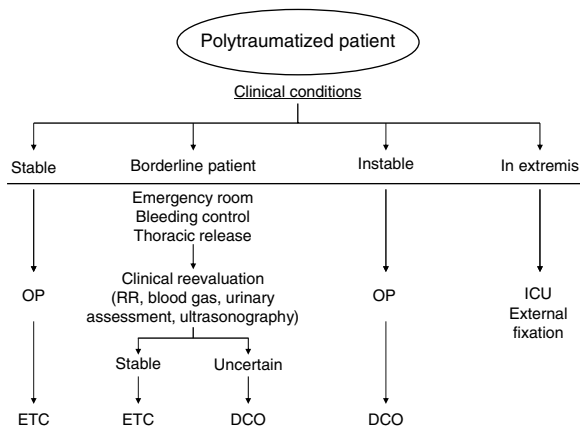 Polytraumatized patient
Clinical conditions
Stable Borderline patient Instable In extremis
Emergency room
Bleeding control
Thoracic release
Clinical reevaluation
(RR, blood gas, urinary
assessment, ultrasonography)
OP
OP
ICU
External
fixation
Stable Uncertain
ETC ETC DCO DCO